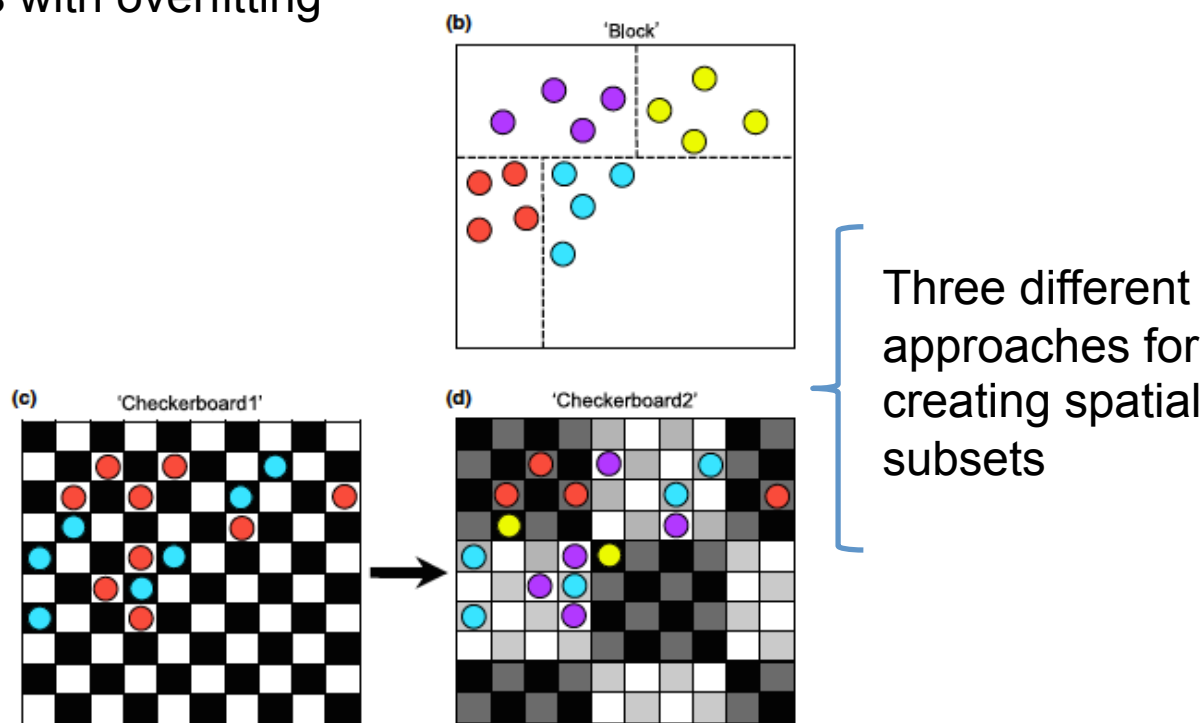 with overfitting
(b)
'Block'
Three different
approaches for
creating spatial
subsets
(c)
'Checkerboard1'
(d)
'Checkerboard2'